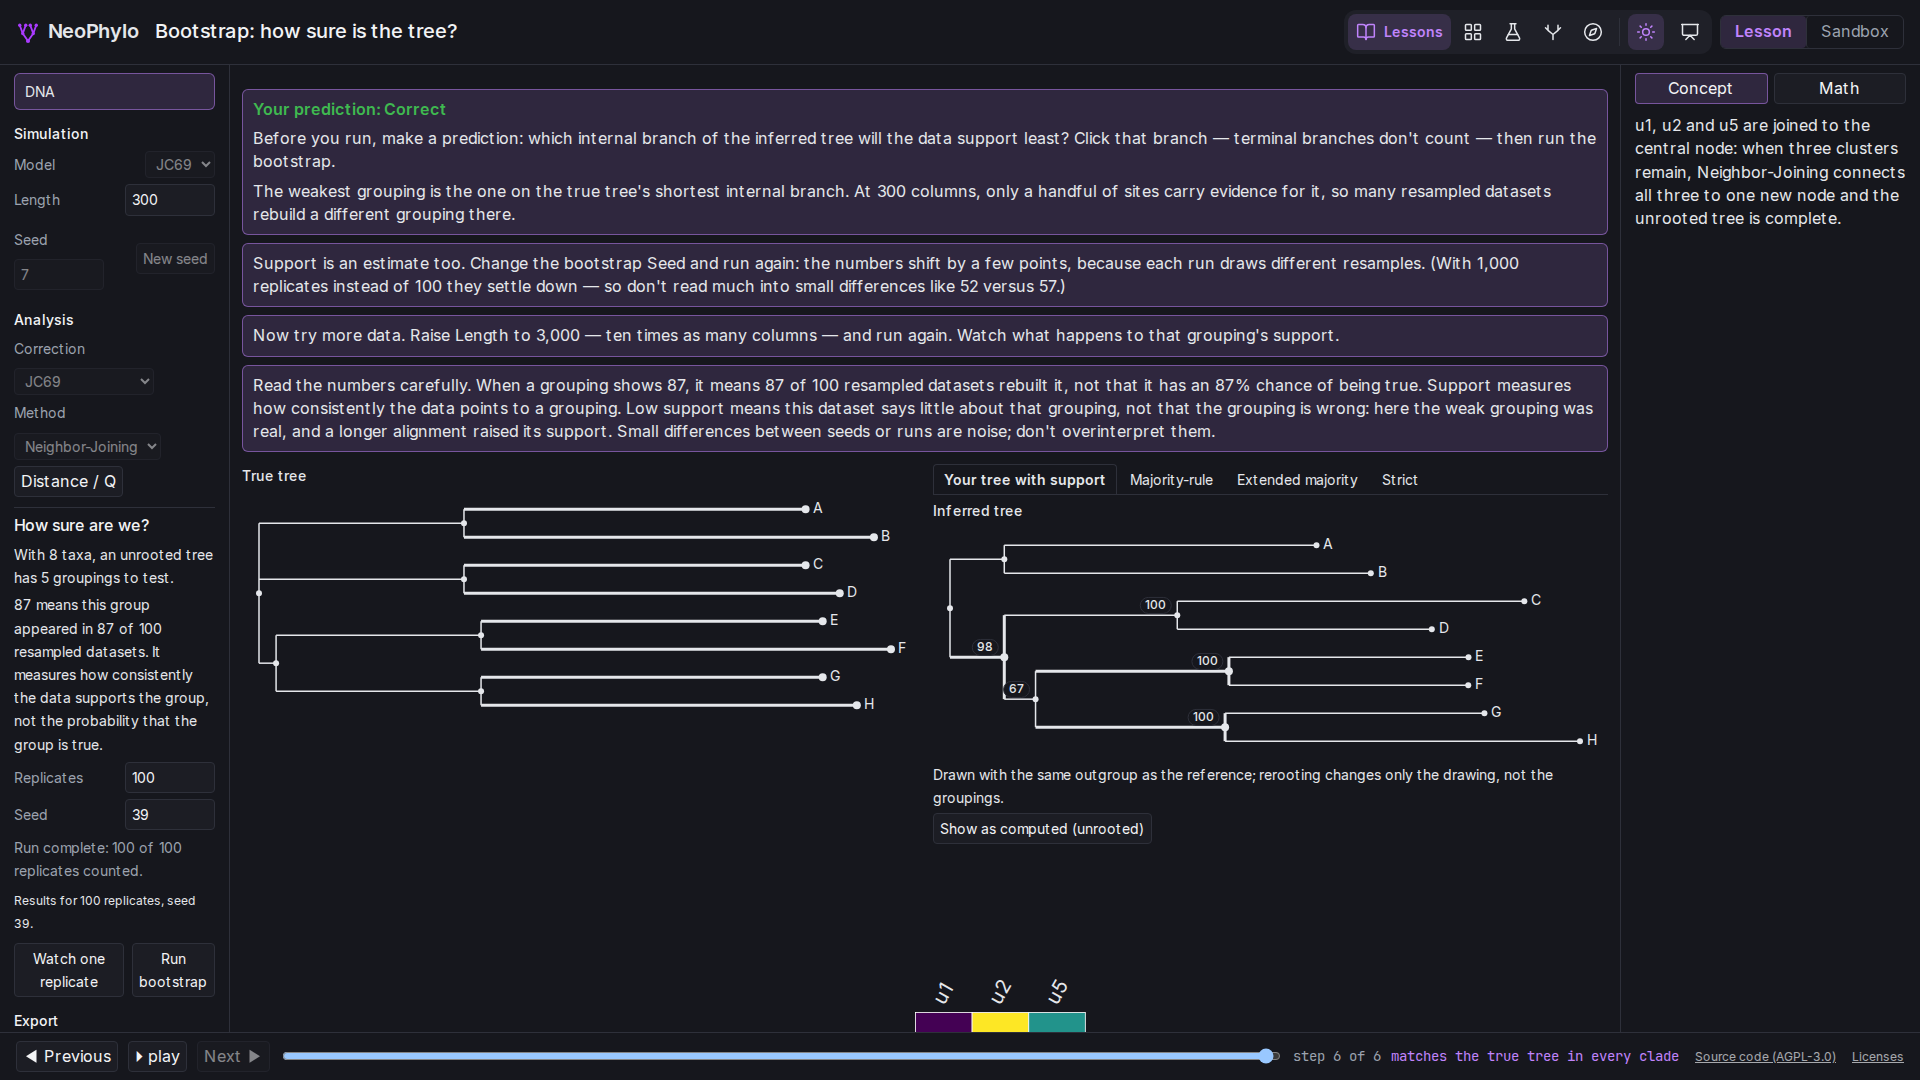 NeoPhylo
Bootstrap: how sure is the tree?
Lessons
Lesson
Sandbox
DNA
Simulation
Model
JC69
Length
300
Seed
7
New seed
Analysis
Correction
JC69
Method
Neighbor-Joining
Distance / Q
How sure are we?
With 8 taxa, an unrooted tree
has 5 groupings to test.
87 means this group
appeared in 87 of 100
resampled datasets. It
measures how consistently
the data supports the group,
not the probability that the
group is true.
Replicates
100
Seed
39
Run complete: 100 of 100
replicates counted.
Results for 100 replicates, seed
39.
Watch one
replicate
Run
bootstrap
Export
Your prediction: Correct
Before you run, make a prediction: which internal branch of the inferred tree will the data support least? Click that branch — terminal branches don't count — then run the
bootstrap.
The weakest grouping is the one on the true tree's shortest internal branch. At 300 columns, only a handful of sites carry evidence for it, so many resampled datasets
rebuild a different grouping there.
Support is an estimate too. Change the bootstrap Seed and run again: the numbers shift by a few points, because each run draws different resamples. (With 1,000
replicates instead of 100 they settle down — so don't read much into small differences like 52 versus 57.)
Now try more data. Raise Length to 3,000 — ten times as many columns — and run again. Watch what happens to that grouping's support.
Read the numbers carefully. When a grouping shows 87, it means 87 of 100 resampled datasets rebuilt it, not that it has an 87% chance of being true. Support measures
how consistently the data points to a grouping. Low support means this dataset says little about that grouping, not that the grouping is wrong: here the weak grouping was
real, and a longer alignment raised its support. Small differences between seeds or runs are noise; don't overinterpret them.
True tree
A
B
C
D
E
F
G
H
Your tree with support
Majority-rule
Extended majority
Strict
Inferred tree
A
B
C
100
D
98
E
100
F
67
G
100
H
Drawn with the same outgroup as the reference; rerooting changes only the drawing, not the
groupings.
Show as computed (unrooted)
u1
u2
u5
Concept
Math
u1, u2 and u5 are joined to the
central node: when three clusters
remain, Neighbor-Joining connects
all three to one new node and the
unrooted tree is complete.
Previous
play
Next
step 6 of 6
matches the true tree in every clade
Source code (AGPL-3.0)
Licenses